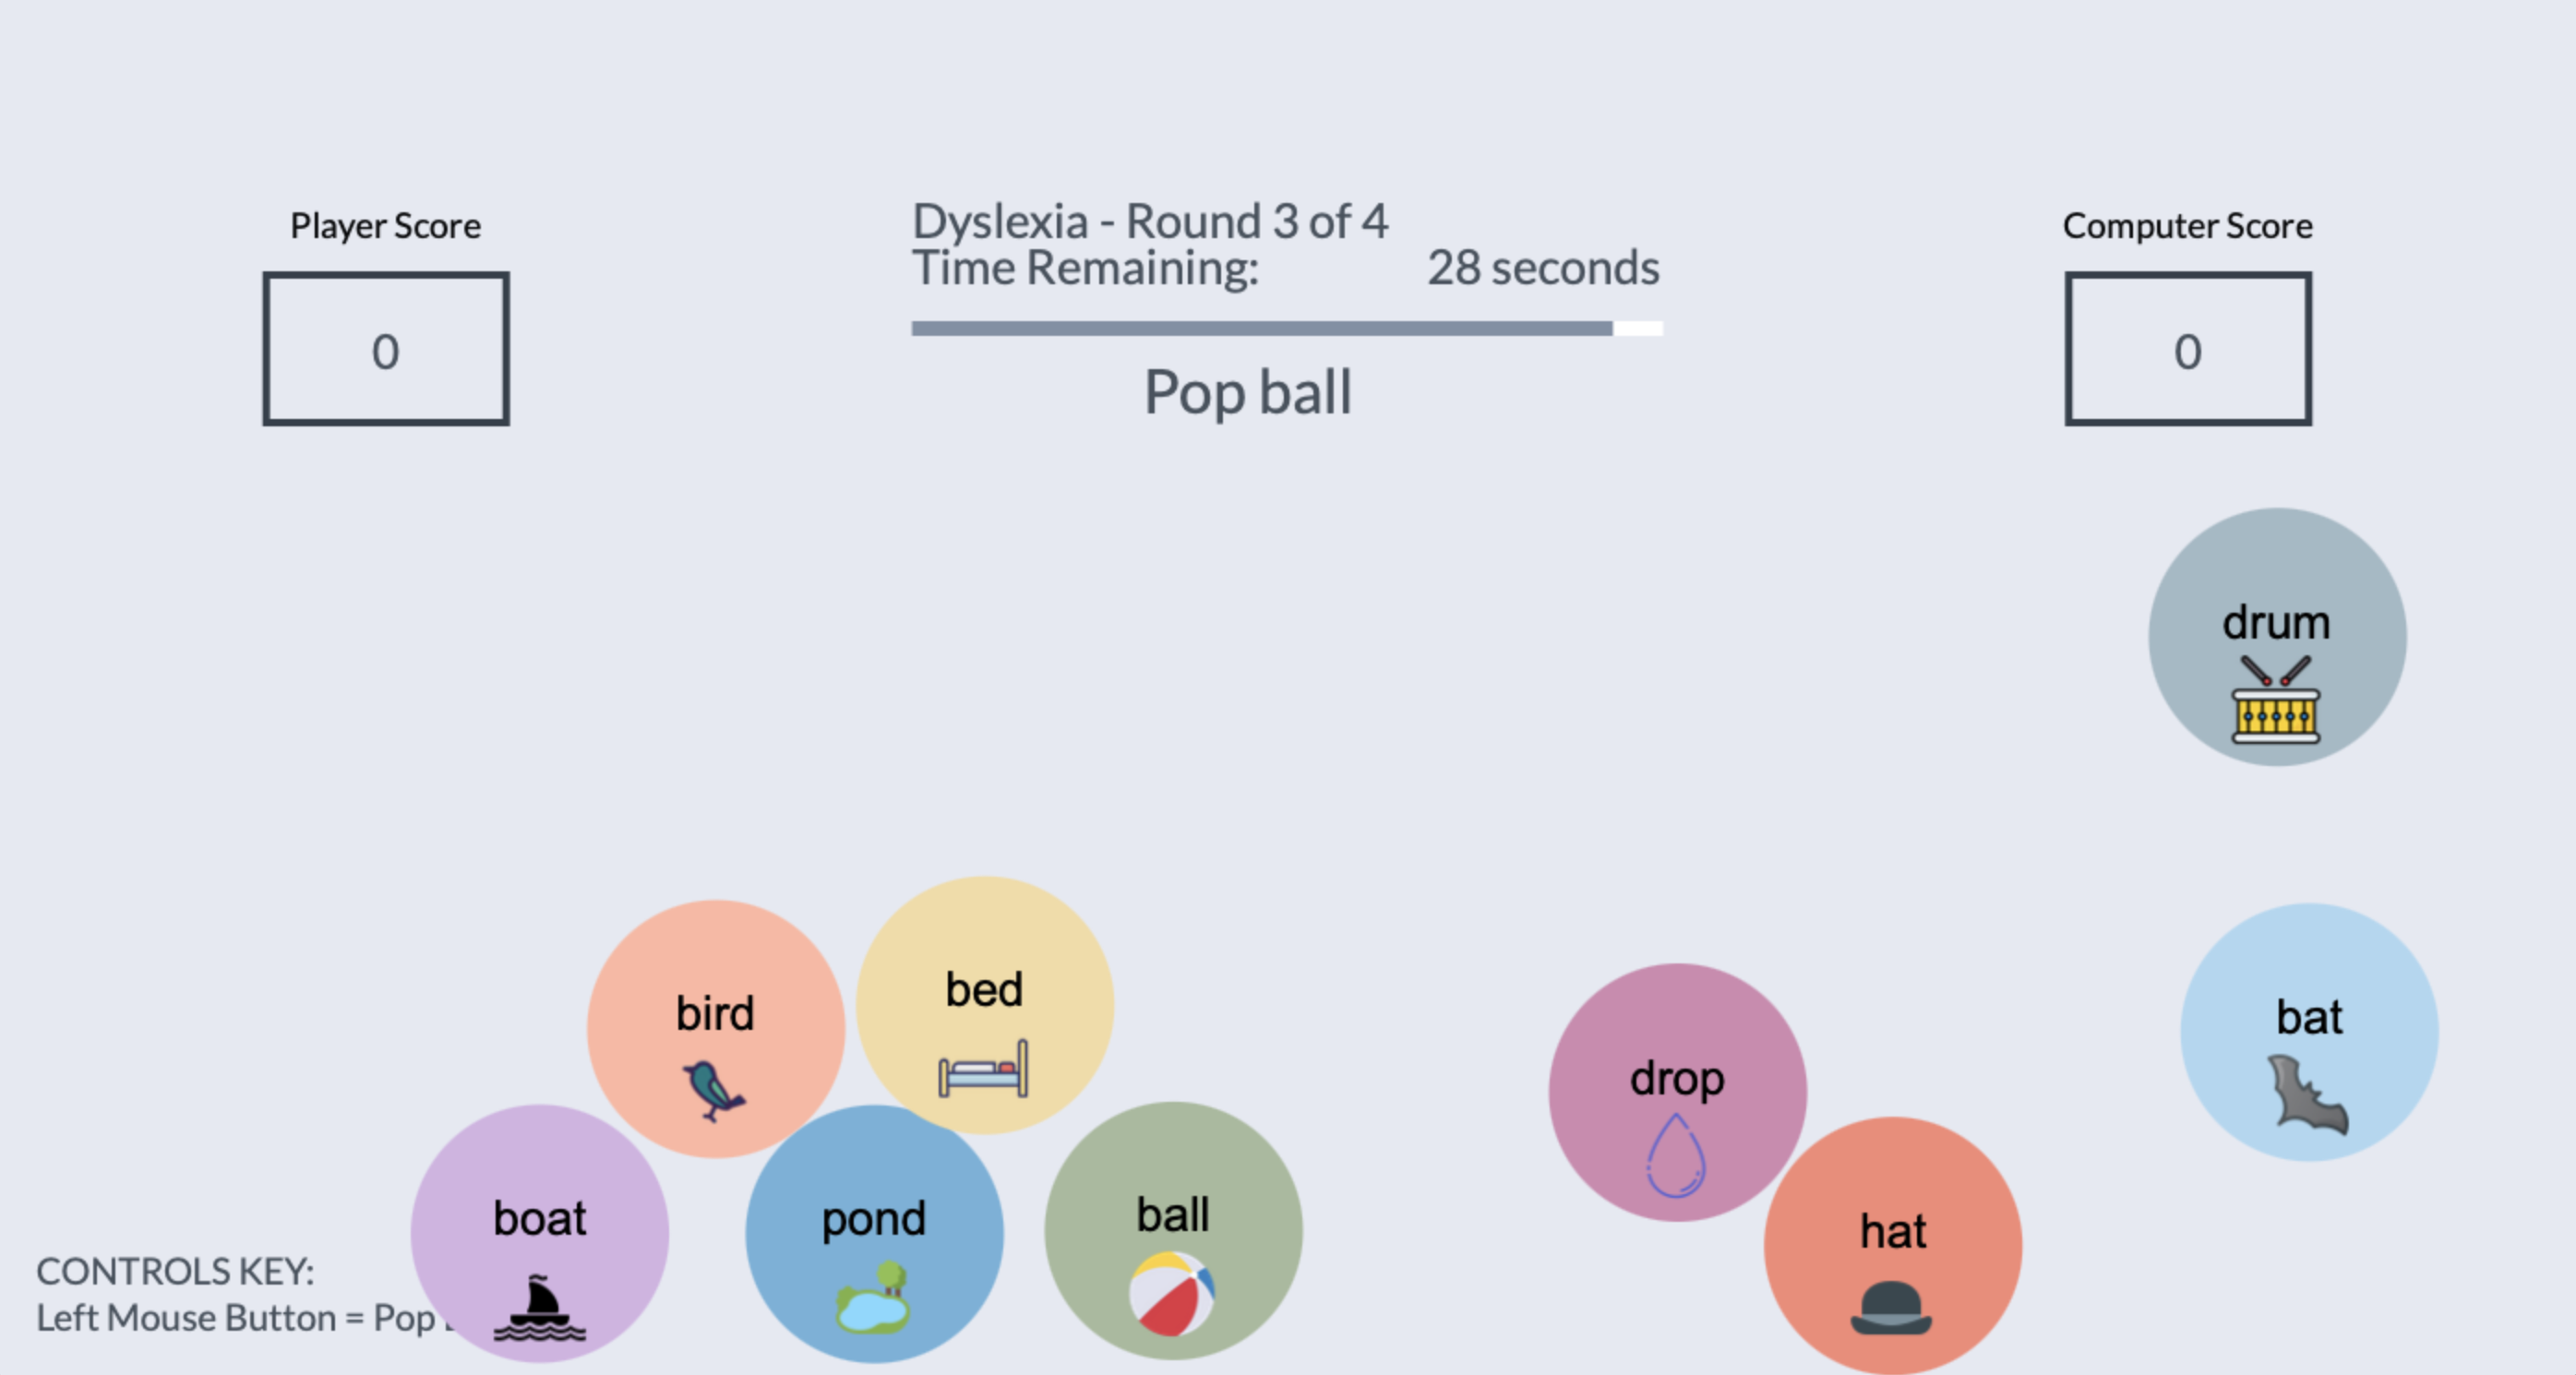 Player Score
0
Dyslexia - Round 3 of 4
Time Remaining: 28 seconds
Pop ball
Computer Score
0
drum
bird
bed
drop
bat
boat
pond
ball
hat
CONTROLS KEY:
Left Mouse Button = Pop